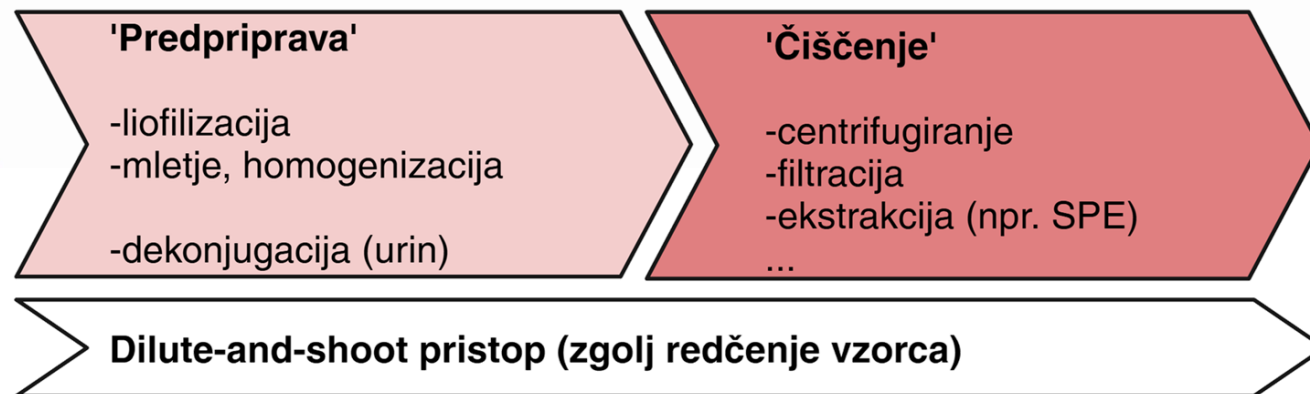 'Predpriprava'
-liofilizacija
-mletje, homogenizacija
-dekonjugacija (urin)
'Čiščenje'
-centrifugiranje
-filtracija
-ekstrakcija (npr. SPE)
...
Dilute-and-shoot pristop (zgolj redčenje vzorca)